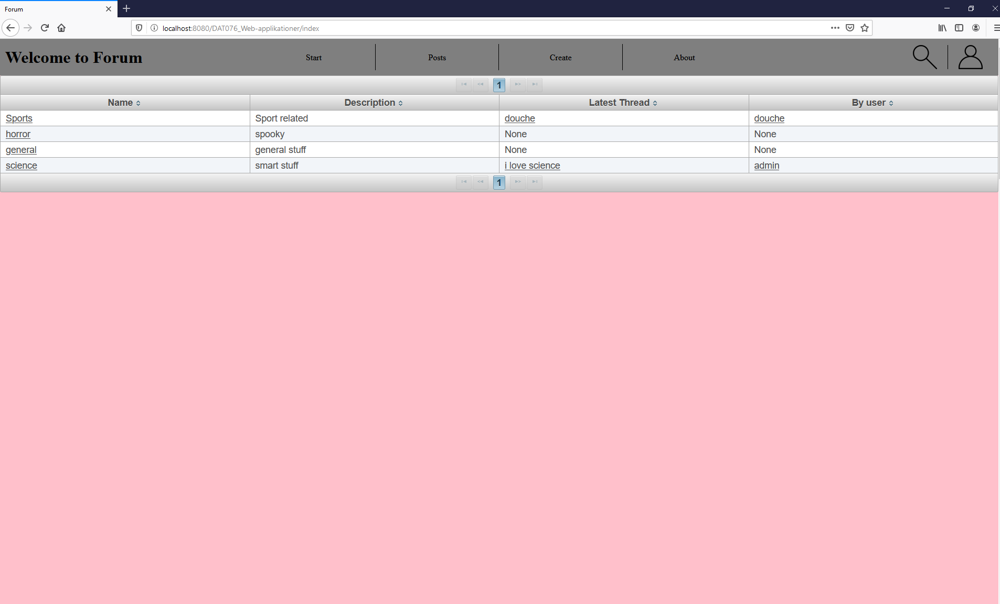 Forum
localhost:8080/DAT076_Web-applikationer/index
Welcome to Forum Start Posts Create About
1
Name Description Latest Thread By user
Sports Sport related douche douche
horror spooky None None
general general stuff None None
science smart stuff i love science admin
1